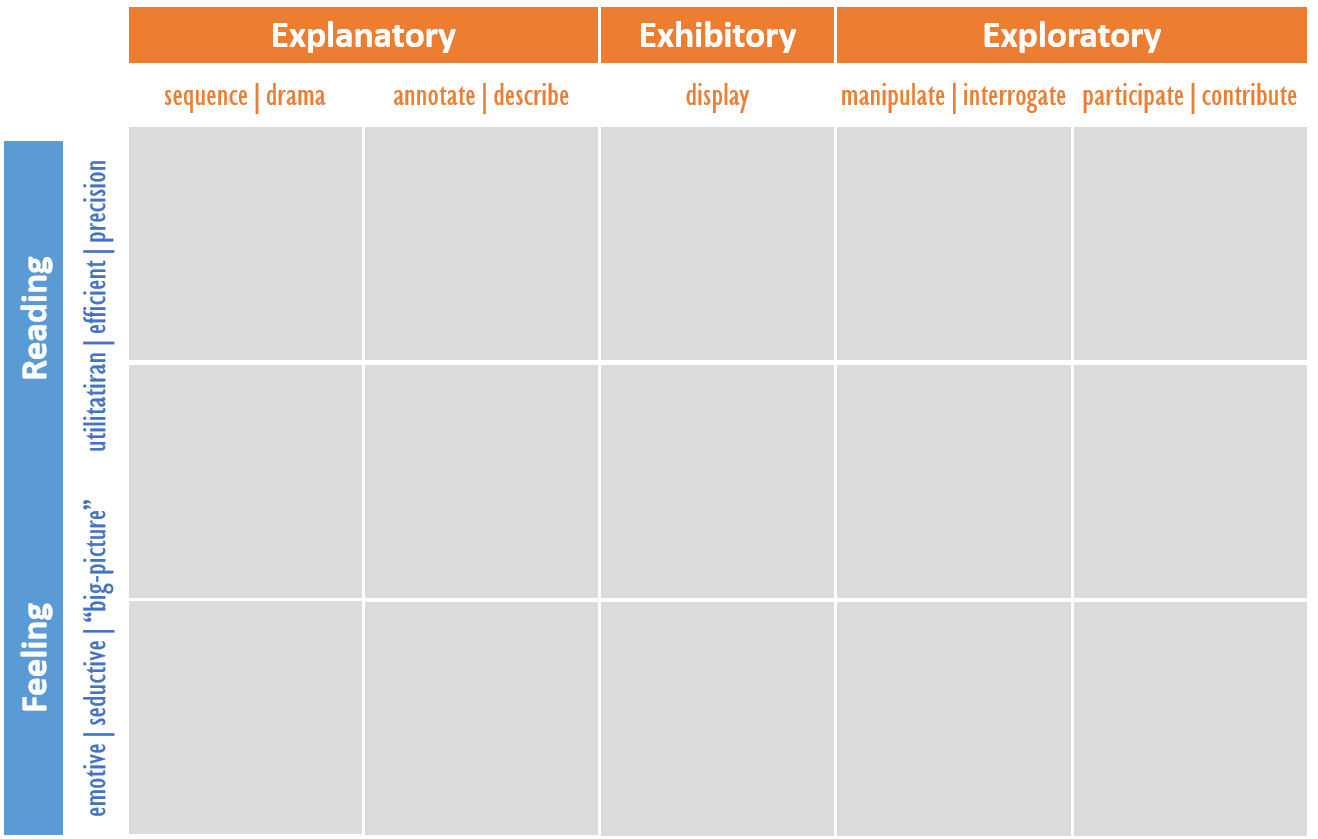 Explanatory
Exhibitory
Exploratory
sequence | drama
annotate | describe
display
manipulate | interrogate
participate | contribute
Reading
utilitatiran | efficient | precision
Feeling
emotive | seductive | “big-picture”